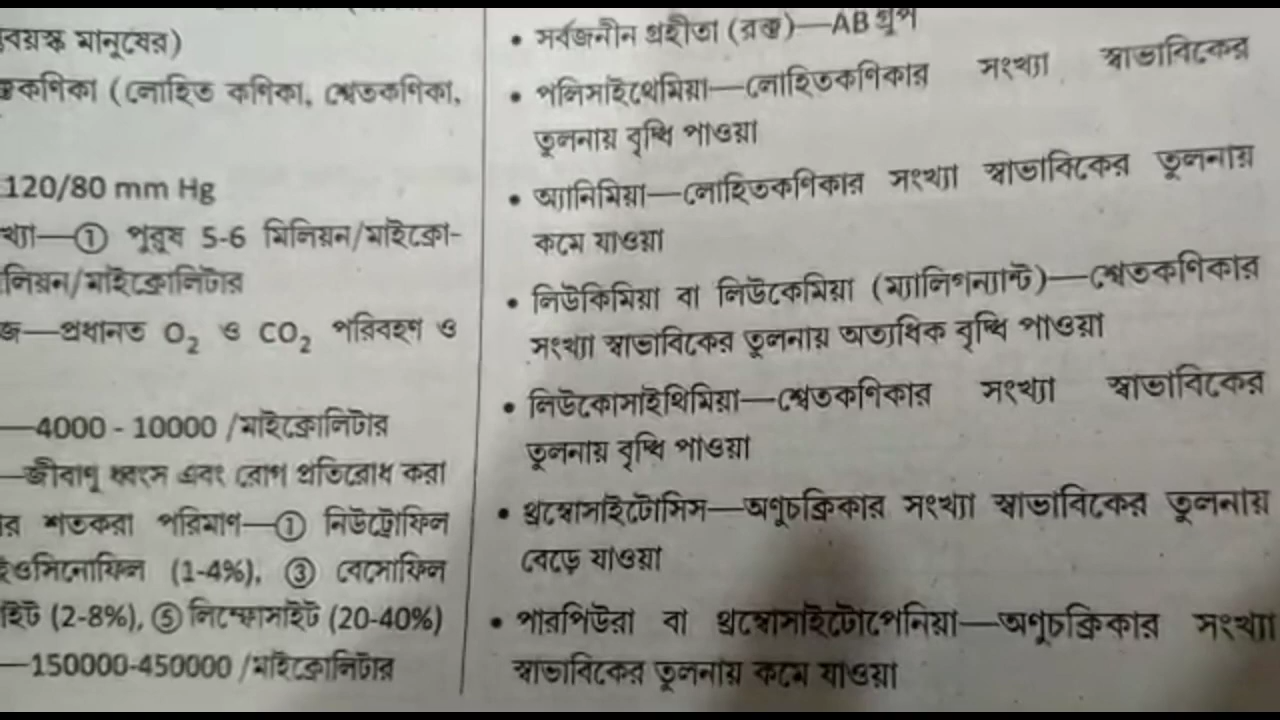 বয়স্ক মানুষের)
কণিকা (লোহিত কণিকা, শ্বেতকণিকা,
120/80 mm Hg
খ্যা—① পুরুষ 5-6 মিলিয়ন/মাইক্রো-
লিয়ন/মাইক্রোলিটার
জ—প্রধানত O₂ ও CO₂ পরিবহণ ও
—4000 - 10000 /মাইক্রোলিটার
—জীবাণু ধ্বংস এবং রোগ প্রতিরোধ করা
র শতকরা পরিমাণ—① নিউট্রোফিল
ইওসিনোফিল (1-4%), ③ বেসোফিল
ইট (2-8%), ⑤ লিম্ফোসাইট (20-40%)
—150000-450000 /মাইক্রোলিটার
• সর্বজনীন গ্রহীতা (রক্ত)—AB গ্রুপ
• পলিসাইথেমিয়া—লোহিতকণিকার সংখ্যা স্বাভাবিকের
তুলনায় বৃদ্ধি পাওয়া
• অ্যানিমিয়া—লোহিতকণিকার সংখ্যা স্বাভাবিকের তুলনায়
কমে যাওয়া
• লিউকিমিয়া বা লিউকেমিয়া (ম্যালিগন্যান্ট)—শ্বেতকণিকার
সংখ্যা স্বাভাবিকের তুলনায় অত্যধিক বৃদ্ধি পাওয়া
• লিউকোসাইথিমিয়া—শ্বেতকণিকার সংখ্যা স্বাভাবিকের
তুলনায় বৃদ্ধি পাওয়া
• থ্রম্বোসাইটোসিস—অণুচক্রিকার সংখ্যা স্বাভাবিকের তুলনায়
বেড়ে যাওয়া
• পারপিউরা বা থ্রম্বোসাইটোপেনিয়া—অণুচক্রিকার সংখ্যা
স্বাভাবিকের তুলনায় কমে যাওয়া